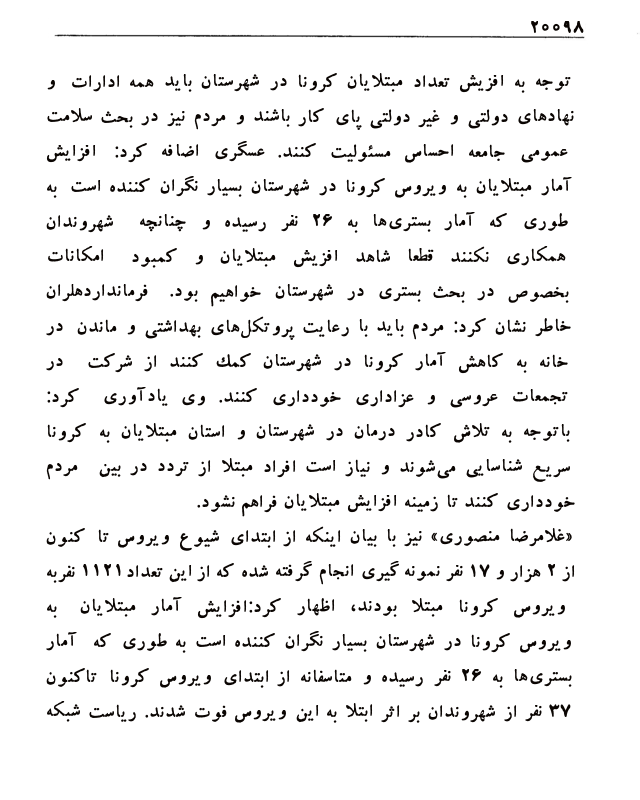 ۲۰۰۹۸
توجه به افزیش تعداد مبتلایان کرونا در شهرستان باید همه ادارات و
نهادهای دولتی و غیر دولتی پای کار باشند و مردم نیز در بحث سلامت
عمومی جامعه احساس مسئولیت کنند. عسگری اضافه کرد: افزایش
آمار مبتلایان به ویروس کرونا در شهرستان بسیار نگران کننده است به
طوری که آمار بستری‌ها به ۲۶ نفر رسیده و چنانچه شهروندان
همکاری نکنند قطعا شاهد افزیش مبتلایان و کمبود امکانات
بخصوص در بحث بستری در شهرستان خواهیم بود. فرمانداردهلران
خاطر نشان کرد: مردم باید با رعایت پروتکل‌های بهداشتی و ماندن در
خانه به کاهش آمار کرونا در شهرستان کمك کنند از شرکت در
تجمعات عروسی و عزاداری خودداری کنند. وی یادآوری کرد:
باتوجه به تلاش کادر درمان در شهرستان و استان مبتلایان به کرونا
سریع شناسایی می‌شوند و نیاز است افراد مبتلا از تردد در بین مردم
خودداری کنند تا زمینه افزایش مبتلایان فراهم نشود.
«غلامرضا منصوری» نیز با بیان اینکه از ابتدای شیوع ویروس تا کنون
از ۲ هزار و ۱۷ نفر نمونه گیری انجام گرفته شده که از این تعداد ۱۱۲۱ نفربه
ویروس کرونا مبتلا بودند، اظهار کرد:افزایش آمار مبتلایان به
ویروس کرونا در شهرستان بسیار نگران کننده است به طوری که آمار
بستری‌ها به ۲۶ نفر رسیده و متاسفانه از ابتدای ویروس کرونا تاکنون
۳۷ نفر از شهروندان بر اثر ابتلا به این ویروس فوت شدند. ریاست شبکه